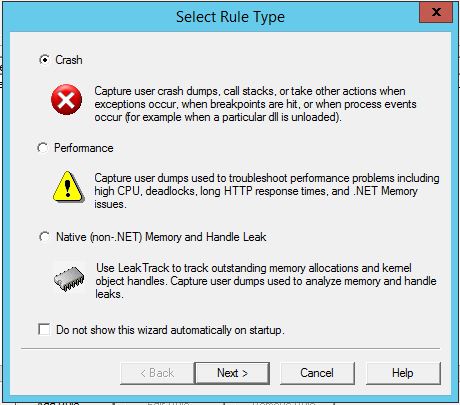 Select Rule Type
x
Crash
Capture user crash dumps, call stacks, or take other actions when
exceptions occur, when breakpoints are hit, or when process events
occur (for example when a particular dll is unloaded).
Performance
Capture user dumps used to troubleshoot performance problems including
high CPU, deadlocks, long HTTP response times, and .NET Memory
issues.
Native (non-.NET) Memory and Handle Leak
Use LeakTrack to track outstanding memory allocations and kernel
object handles. Capture user dumps used to analyze memory and handle
leaks.
Do not show this wizard automatically on startup.
< Back Next > Cancel Help